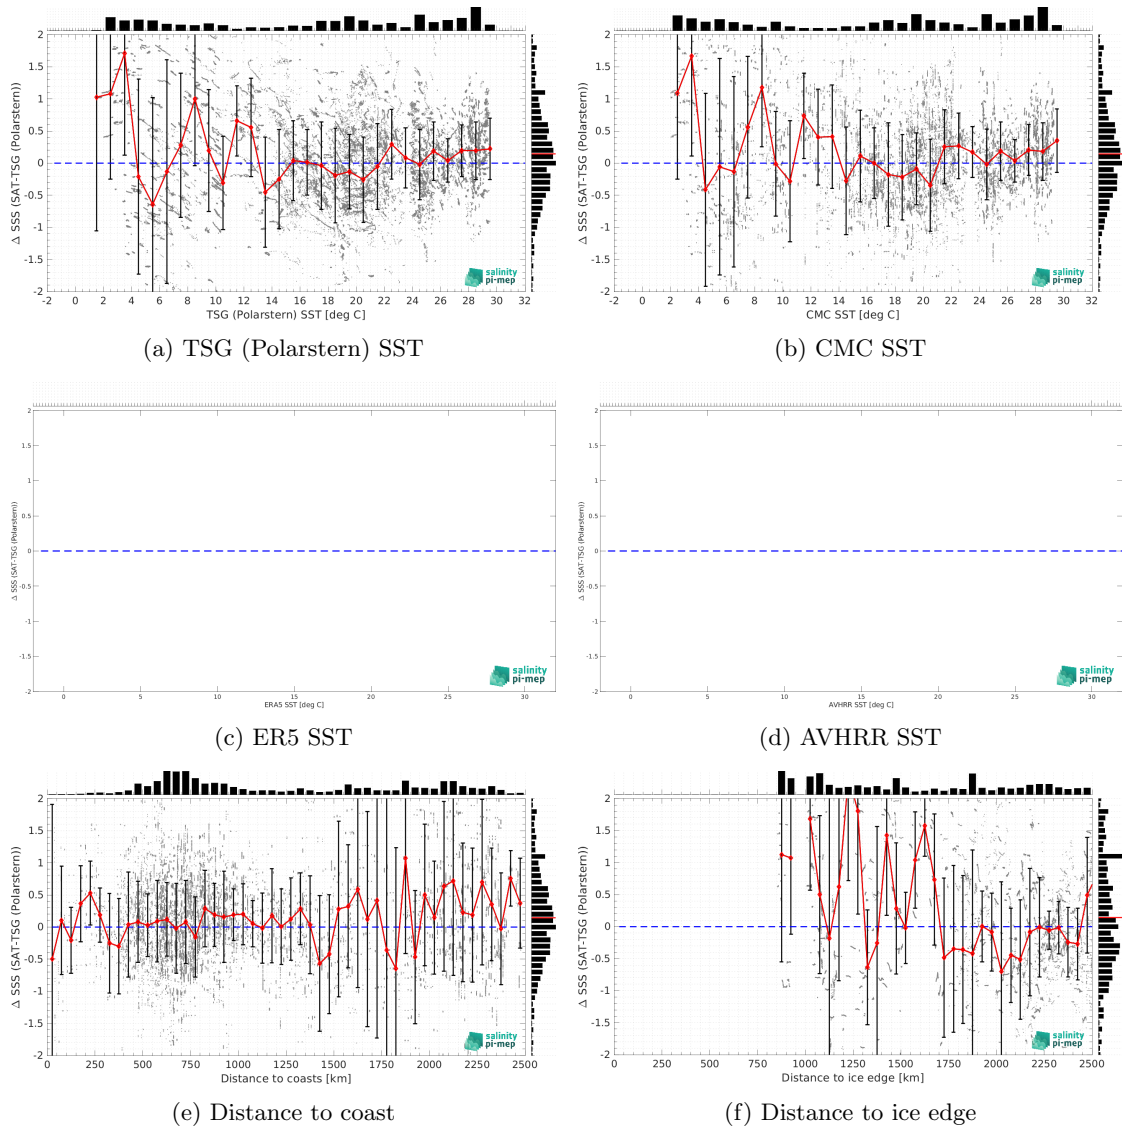 2
1.5
1
0.5
0
-0.5
-1
-1.5
-2
Δ SSS (SAT-TSG (Polarstern))
salinity
pi-mep
-2 0 2 4 6 8 10 12 14 16 18 20 22 24 26 28 30 32
TSG (Polarstern) SST [deg C]
(a) TSG (Polarstern) SST
2
1.5
1
0.5
0
-0.5
-1
-1.5
-2
Δ SSS (SAT-TSG (Polarstern))
salinity
pi-mep
-2 0 2 4 6 8 10 12 14 16 18 20 22 24 26 28 30 32
CMC SST [deg C]
(b) CMC SST
2
1.5
1
0.5
0
-0.5
-1
-1.5
-2
Δ SSS (SAT-TSG (Polarstern))
salinity
pi-mep
0 5 10 15 20 25 30
ERA5 SST [deg C]
(c) ER5 SST
2
1.5
1
0.5
0
-0.5
-1
-1.5
-2
Δ SSS (SAT-TSG (Polarstern))
salinity
pi-mep
0 5 10 15 20 25 30
AVHRR SST [deg C]
(d) AVHRR SST
2
1.5
1
0.5
0
-0.5
-1
-1.5
-2
Δ SSS (SAT-TSG (Polarstern))
salinity
pi-mep
0 250 500 750 1000 1250 1500 1750 2000 2250 2500
Distance to coasts [km]
(e) Distance to coast
2
1.5
1
0.5
0
-0.5
-1
-1.5
-2
Δ SSS (SAT-TSG (Polarstern))
salinity
pi-mep
0 250 500 750 1000 1250 1500 1750 2000 2250 2500
Distance to ice edge [km]
(f) Distance to ice edge